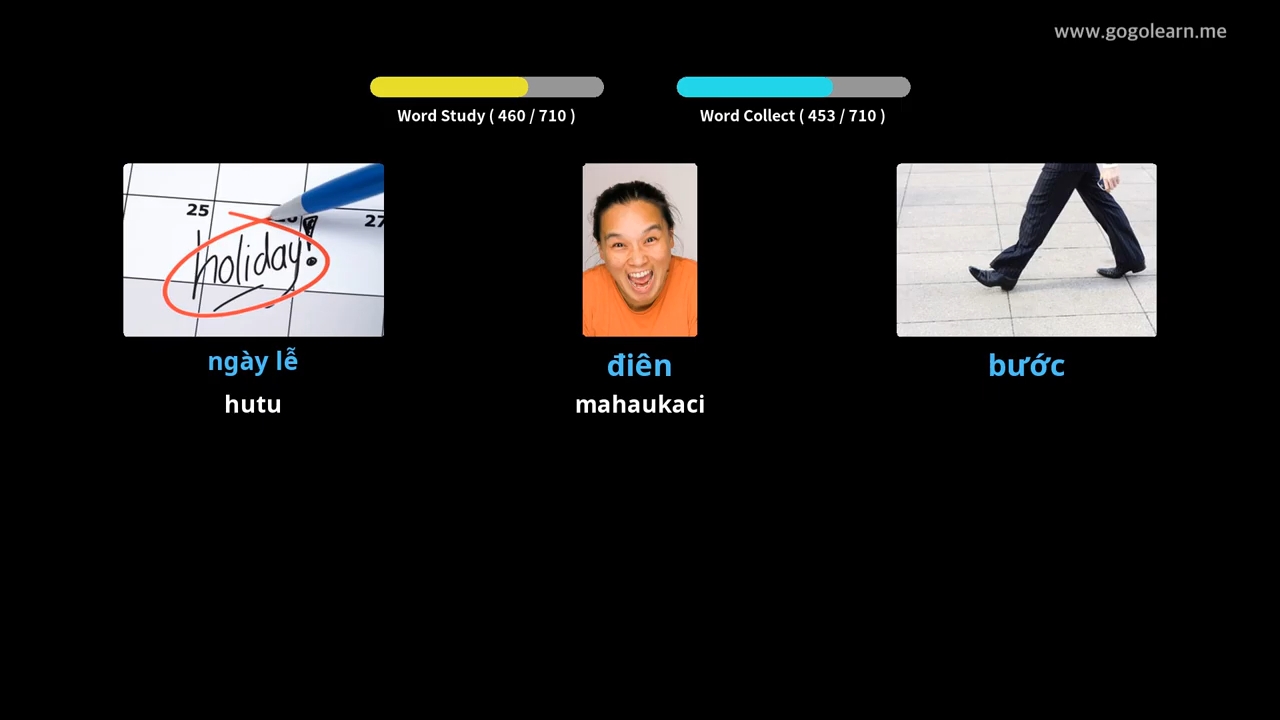 www.gogolearn.me
Word Study ( 460 / 710 )
Word Collect ( 453 / 710 )
25
27
holiday!
ngày lễ
điên
bước
hutu
mahaukaci